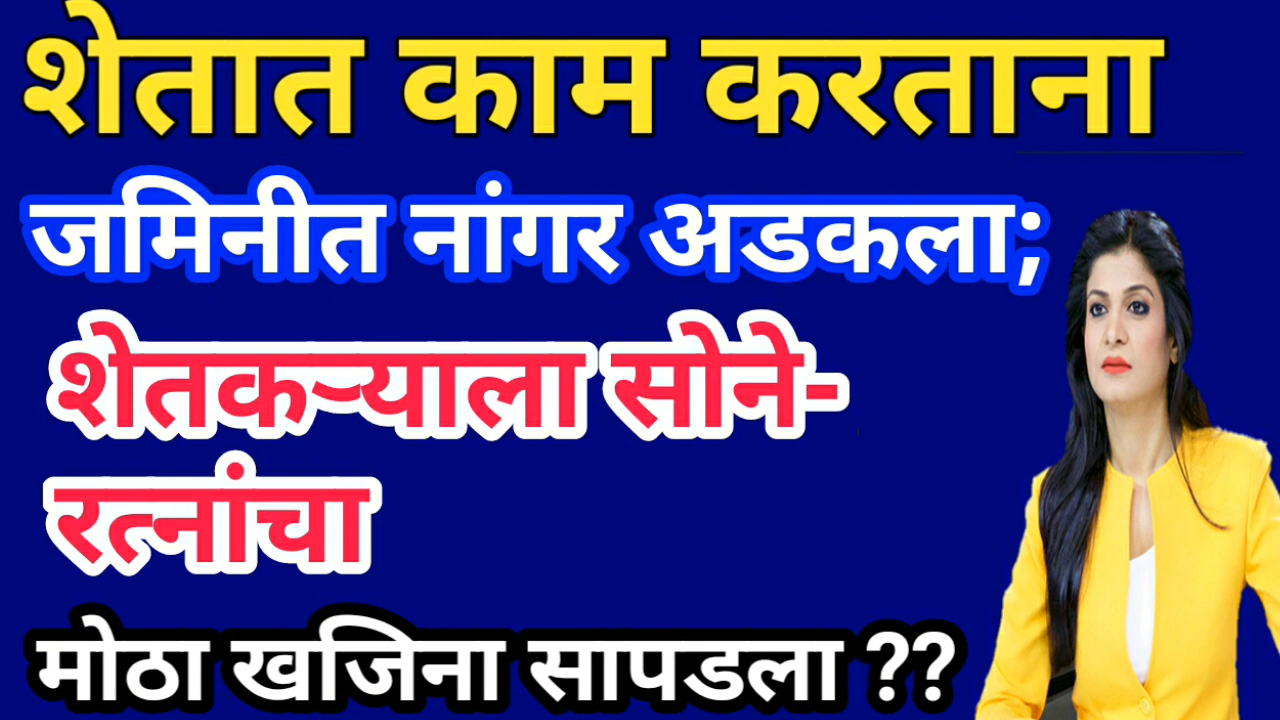 शेतात काम करताना
जमिनीत नांगर अडकला;
शेतकऱ्याला सोने-
रत्नांचा
मोठा खजिना सापडला ??